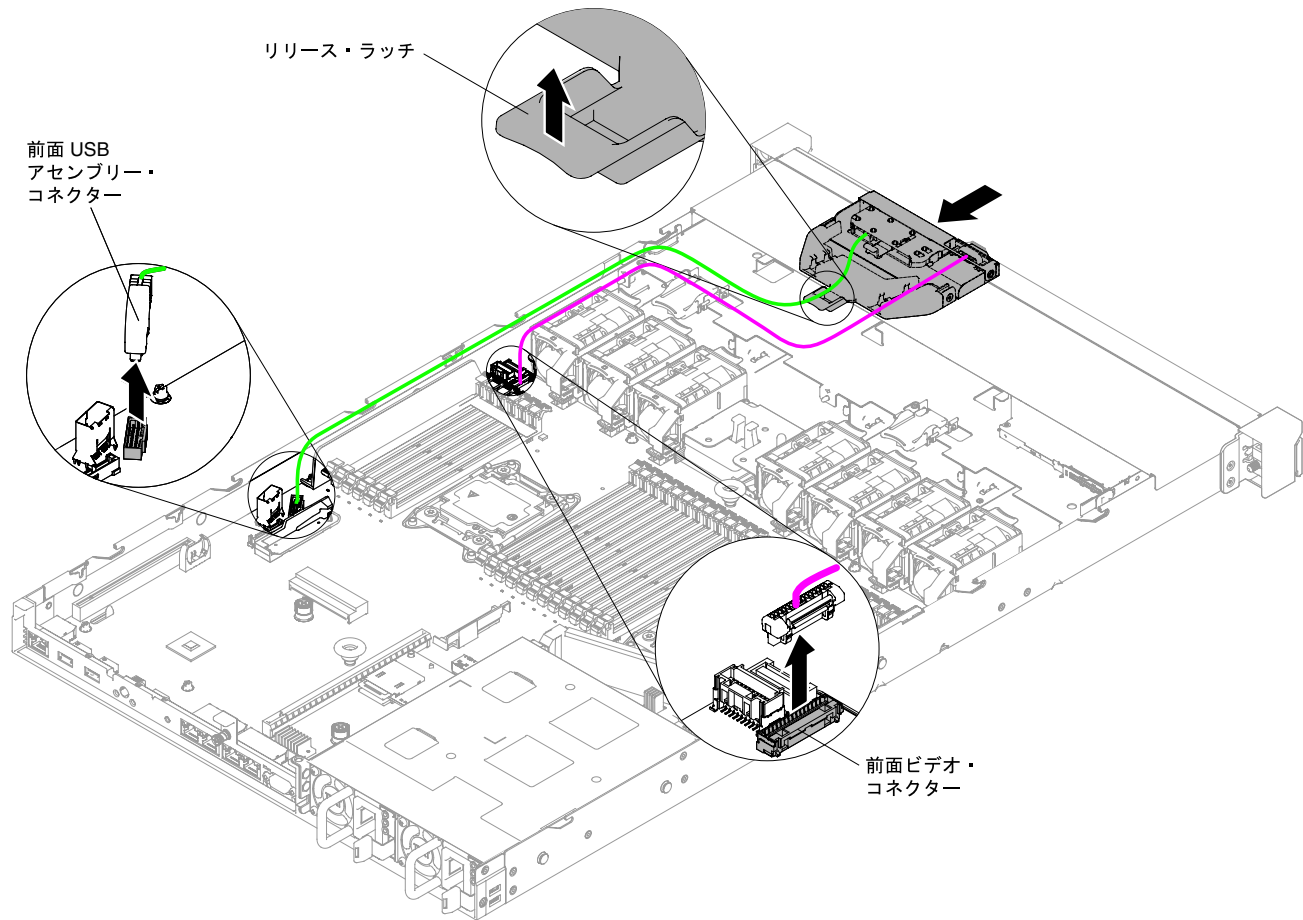 リリース・ラッチ
前面 USB
アセンブリー・
コネクター
前面ビデオ・
コネクター